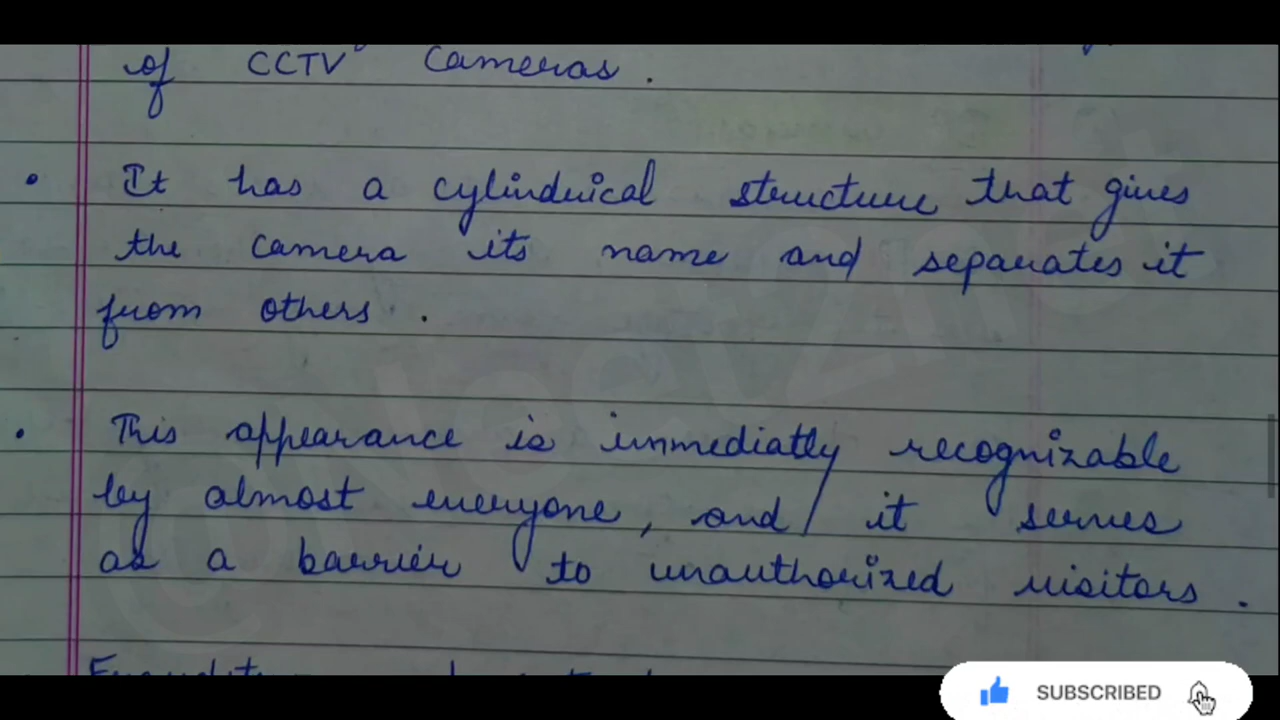 of CCTV Cameras.
• It has a cylindrical structure that gives
the camera its name and separates it
from others.
• This appearance is immediatly recognizable
by almost everyone, and it serves
as a barrier to unauthorized visitors.
SUBSCRIBED